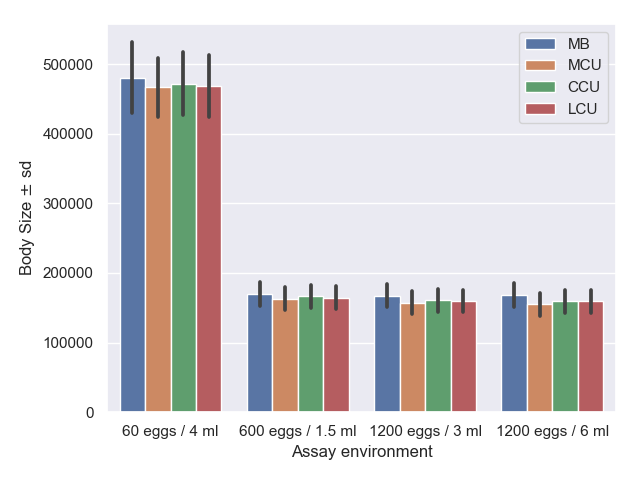 MB
MCU
CCU
LCU
500000
400000
300000
200000
100000
0
Body Size ± sd
60 eggs / 4 ml
600 eggs / 1.5 ml
1200 eggs / 3 ml
1200 eggs / 6 ml
Assay environment